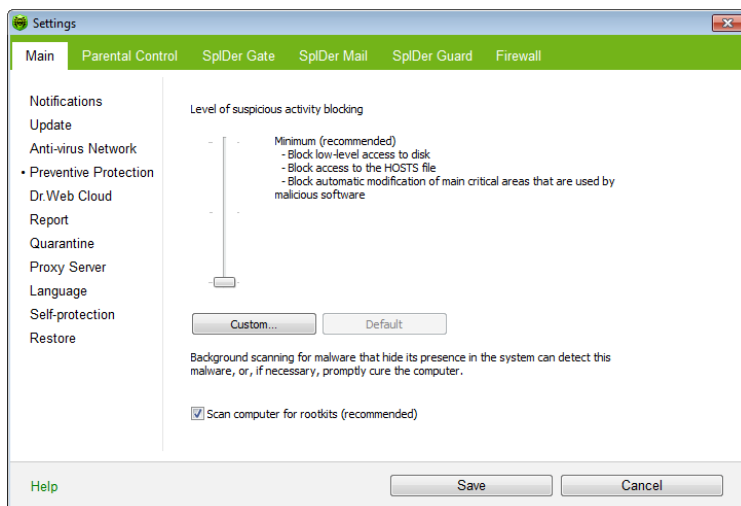 Settings
Main Parental Control SpIDer Gate SpIDer Mail SpIDer Guard Firewall
Notifications
Update
Anti-virus Network
Preventive Protection
Dr.Web Cloud
Report
Quarantine
Proxy Server
Language
Self-protection
Restore
Level of suspicious activity blocking
Minimum (recommended)
- Block low-level access to disk
- Block access to the HOSTS file
- Block automatic modification of main critical areas that are used by
malicious software
Custom... Default
Background scanning for malware that hide its presence in the system can detect this
malware, or, if necessary, promptly cure the computer.
Scan computer for rootkits (recommended)
Help Save Cancel